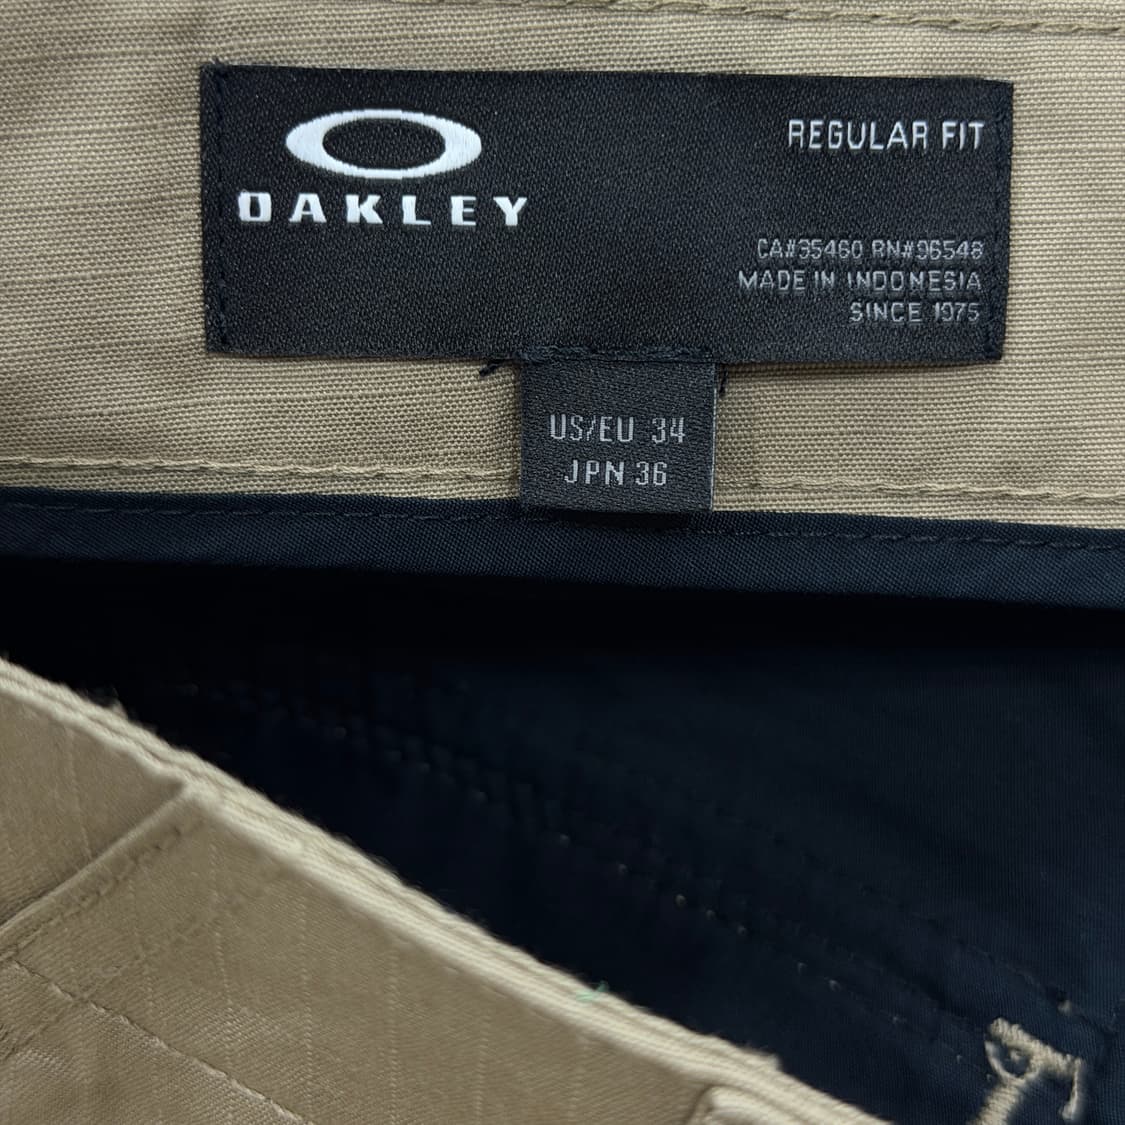 OAKLEY
REGULAR FIT
CA#35460 RN#96548
MADE IN INDONESIA
SINCE 1975
US/EU 34
JPN 36